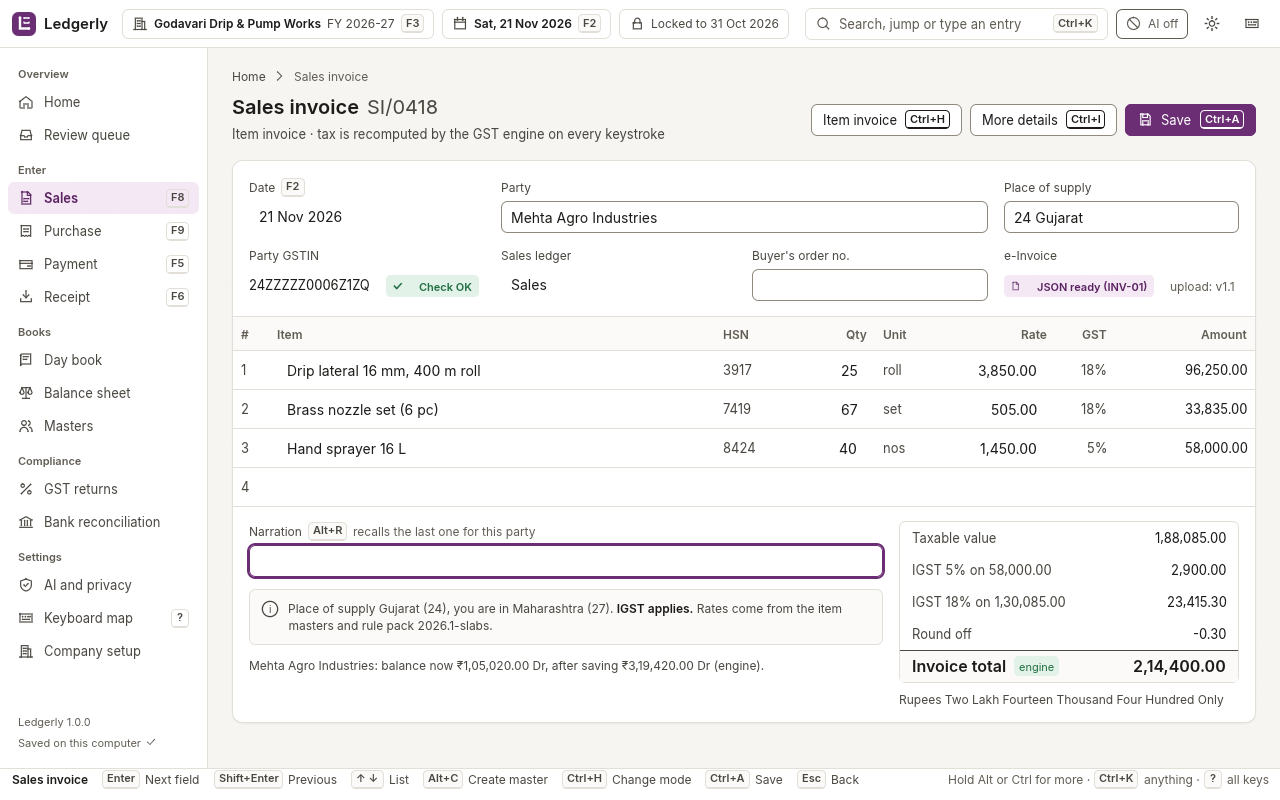 Ledgerly
Godavari Drip & Pump Works FY 2026-27 F3
Sat, 21 Nov 2026 F2
Locked to 31 Oct 2026
Search, jump or type an entry Ctrl+K
AI off
Overview
Home
Review queue
Enter
Sales F8
Purchase F9
Payment F5
Receipt F6
Books
Day book
Balance sheet
Masters
Compliance
GST returns
Bank reconciliation
Settings
AI and privacy
Keyboard map ?
Company setup
Ledgerly 1.0.0
Saved on this computer
Home Sales invoice
Sales invoice SI/0418
Item invoice · tax is recomputed by the GST engine on every keystroke
Item invoice Ctrl+H
More details Ctrl+I
Save Ctrl+A
Date F2 Party Place of supply
21 Nov 2026 Mehta Agro Industries 24 Gujarat
Party GSTIN Sales ledger Buyer's order no. e-Invoice
24ZZZZZ0006Z1ZQ Check OK Sales JSON ready (INV-01) upload: v1.1
# Item HSN Qty Unit Rate GST Amount
1 Drip lateral 16 mm, 400 m roll 3917 25 roll 3,850.00 18% 96,250.00
2 Brass nozzle set (6 pc) 7419 67 set 505.00 18% 33,835.00
3 Hand sprayer 16 L 8424 40 nos 1,450.00 5% 58,000.00
4
Narration Alt+R recalls the last one for this party
Place of supply Gujarat (24), you are in Maharashtra (27). IGST applies. Rates come from the item
masters and rule pack 2026.1-slabs.
Mehta Agro Industries: balance now ₹1,05,020.00 Dr, after saving ₹3,19,420.00 Dr (engine).
Taxable value 1,88,085.00
IGST 5% on 58,000.00 2,900.00
IGST 18% on 1,30,085.00 23,415.30
Round off -0.30
Invoice total engine 2,14,400.00
Rupees Two Lakh Fourteen Thousand Four Hundred Only
Sales invoice Enter Next field Shift+Enter Previous ↑ ↓ List Alt+C Create master Ctrl+H Change mode Ctrl+A Save Esc Back Hold Alt or Ctrl for more · Ctrl+K anything · ? all keys